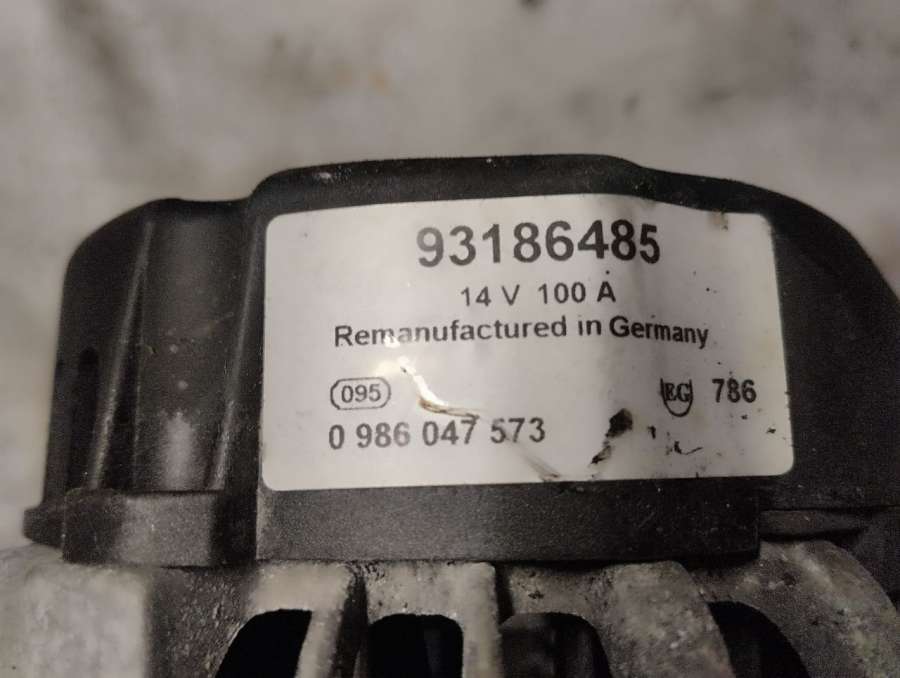 93186485
14 V 100 A
Remanufactured in Germany
095
EG 786
0 986 047 573